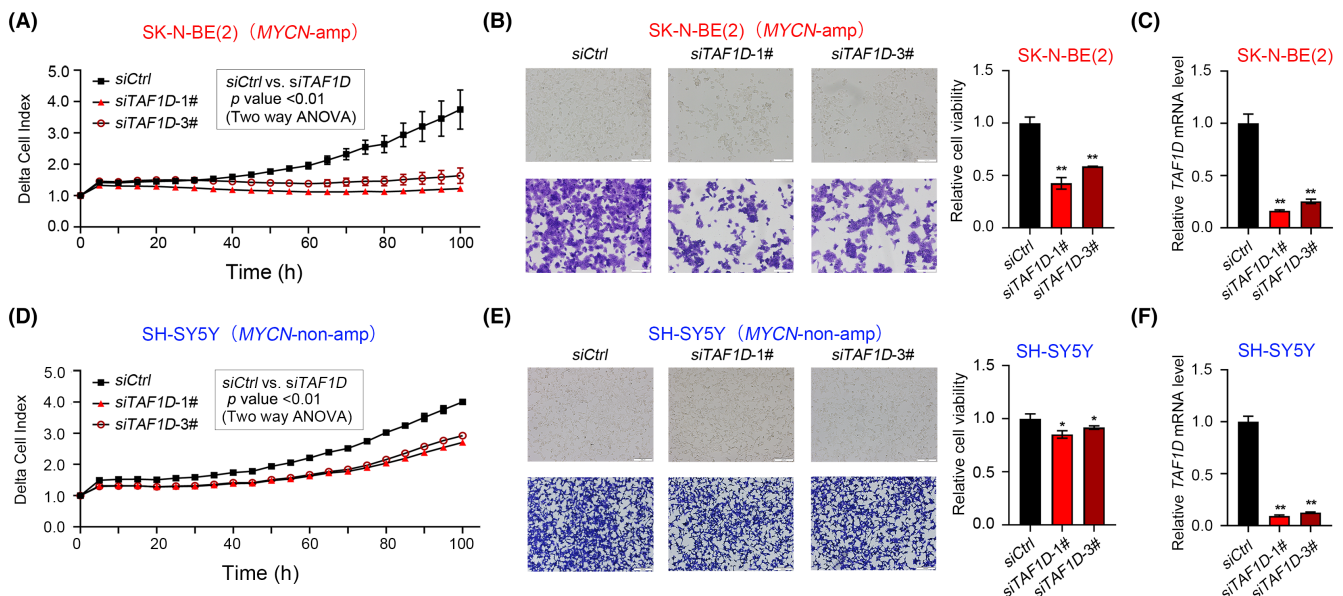 (A)
SK-N-BE(2)（MYCN-amp）
Delta Cell Index
5.0
4.0
3.0
2.0
1.0
0.0
siCtrl
siTAF1D-1#
siTAF1D-3#
siCtrl vs. siTAF1D
p value <0.01
(Two way ANOVA)
0 20 40 60 80 100
Time (h)
(B)
SK-N-BE(2)（MYCN-amp）
siCtrl siTAF1D-1# siTAF1D-3#
Relative cell viability
1.5
1.0
0.5
0.0
**
**
siCtrl
siTAF1D-1#
siTAF1D-3#
(C)
SK-N-BE(2)
Relative TAF1D mRNA level
1.5
1.0
0.5
0.0
**
**
siCtrl
siTAF1D-1#
siTAF1D-3#
(D)
SH-SY5Y（MYCN-non-amp）
Delta Cell Index
5.0
4.0
3.0
2.0
1.0
0.0
siCtrl
siTAF1D-1#
siTAF1D-3#
siCtrl vs. siTAF1D
p value <0.01
(Two way ANOVA)
0 20 40 60 80 100
Time (h)
(E)
SH-SY5Y（MYCN-non-amp）
siCtrl siTAF1D-1# siTAF1D-3#
SH-SY5Y
Relative cell viability
1.5
1.0
0.5
0.0
*
*
siCtrl
siTAF1D-1#
siTAF1D-3#
(F)
SH-SY5Y
Relative TAF1D mRNA level
1.5
1.0
0.5
0.0
**
**
siCtrl
siTAF1D-1#
siTAF1D-3#